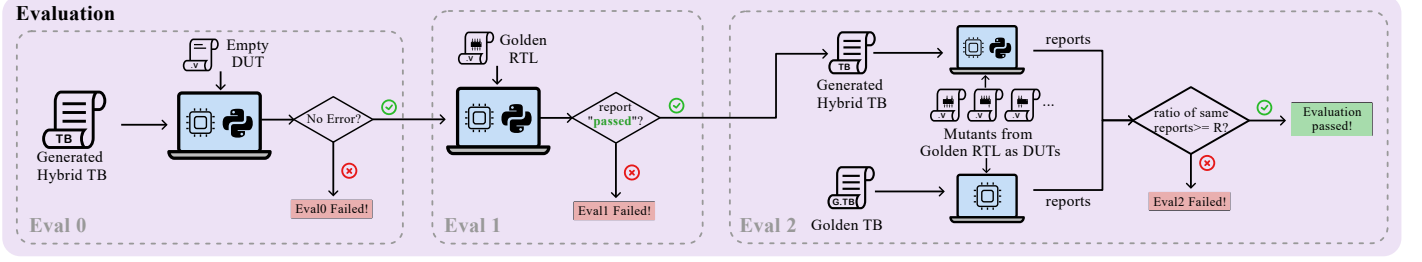 Evaluation
Empty
DUT
.V
TB
Generated
Hybrid TB
No Error?
Eval0 Failed!
Eval 0
Golden
RTL
.V
report
"passed"?
Eval1 Failed!
Eval 1
TB
Generated
Hybrid TB
reports
.V
.V
.V
...
Mutants from
Golden RTL as DUTs
G.TB
Golden TB
reports
ratio of same
reports>= R?
Evaluation
passed!
Eval2 Failed!
Eval 2